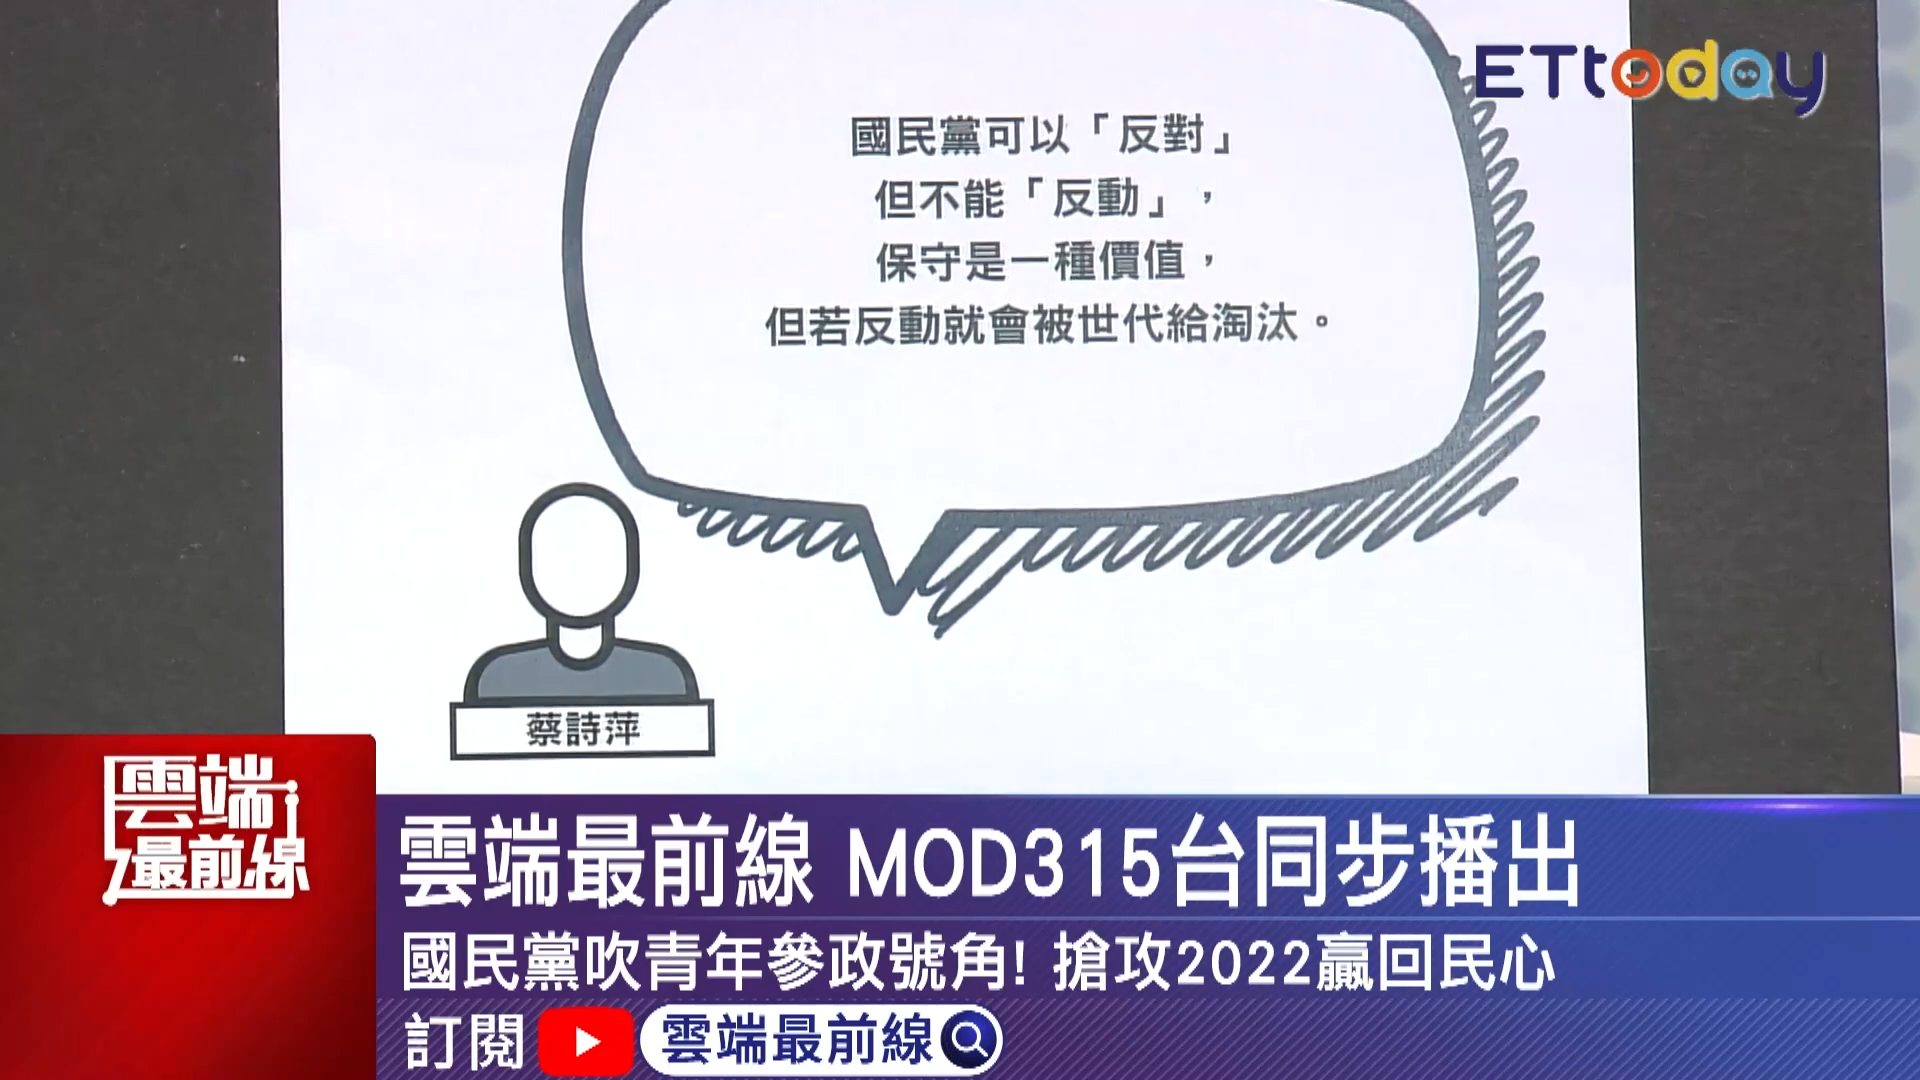 ETtoday
國民黨可以「反對」
但不能「反動」，
保守是一種價值，
但若反動就會被世代給淘汰。
蔡詩萍
雲端
最前線
雲端最前線 MOD315台同步播出
國民黨吹青年參政號角! 搶攻2022贏回民心
訂閱 雲端最前線